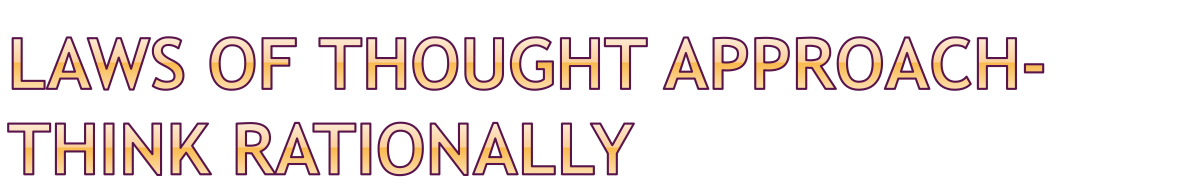 LAWS OF THOUGHT APPROACH-
THINK RATIONALLY